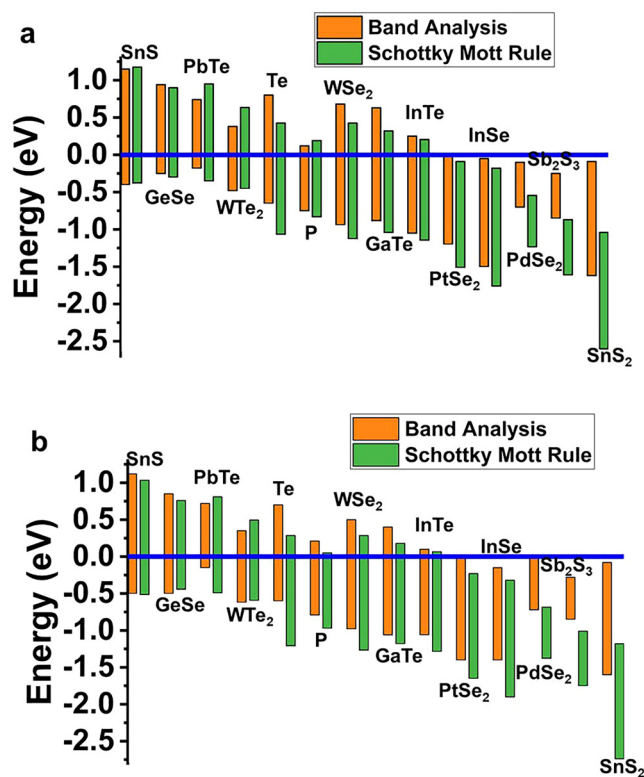 a
Band Analysis
Schottky Mott Rule
SnS
PbTe
Te
WSe₂
InTe
InSe
Sb₂S₃
GeSe
WTe₂
P
GaTe
PtSe₂
PdSe₂
SnS₂
Energy (eV)
1.0
0.5
0.0
-0.5
-1.0
-1.5
-2.0
-2.5
b
Band Analysis
Schottky Mott Rule
SnS
PbTe
Te
WSe₂
InTe
InSe
Sb₂S₃
GeSe
WTe₂
P
GaTe
PtSe₂
PdSe₂
SnS₂
Energy (eV)
1.0
0.5
0.0
-0.5
-1.0
-1.5
-2.0
-2.5